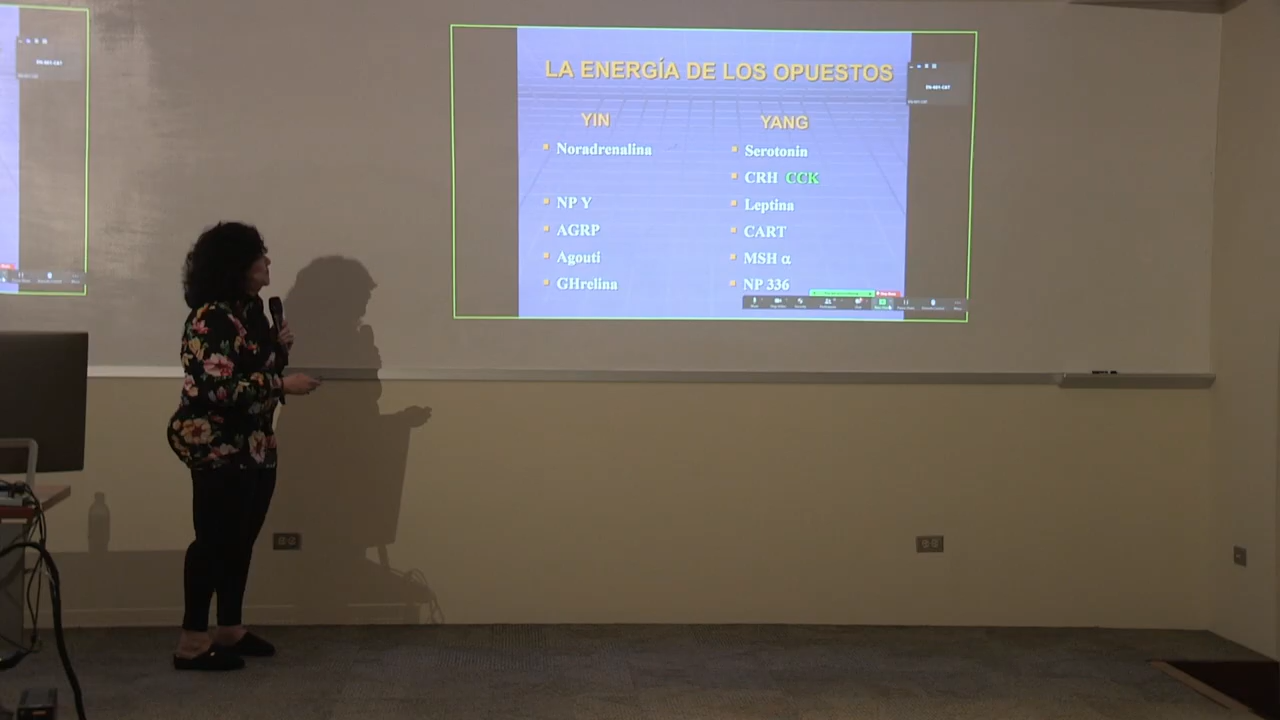 LA ENERGÍA DE LOS OPUESTOS
YIN
Noradrenalina
NP Y
AGRP
Agouti
GHrelina
YANG
Serotonin
CRH CCK
Leptina
CART
MSH α
NP 336